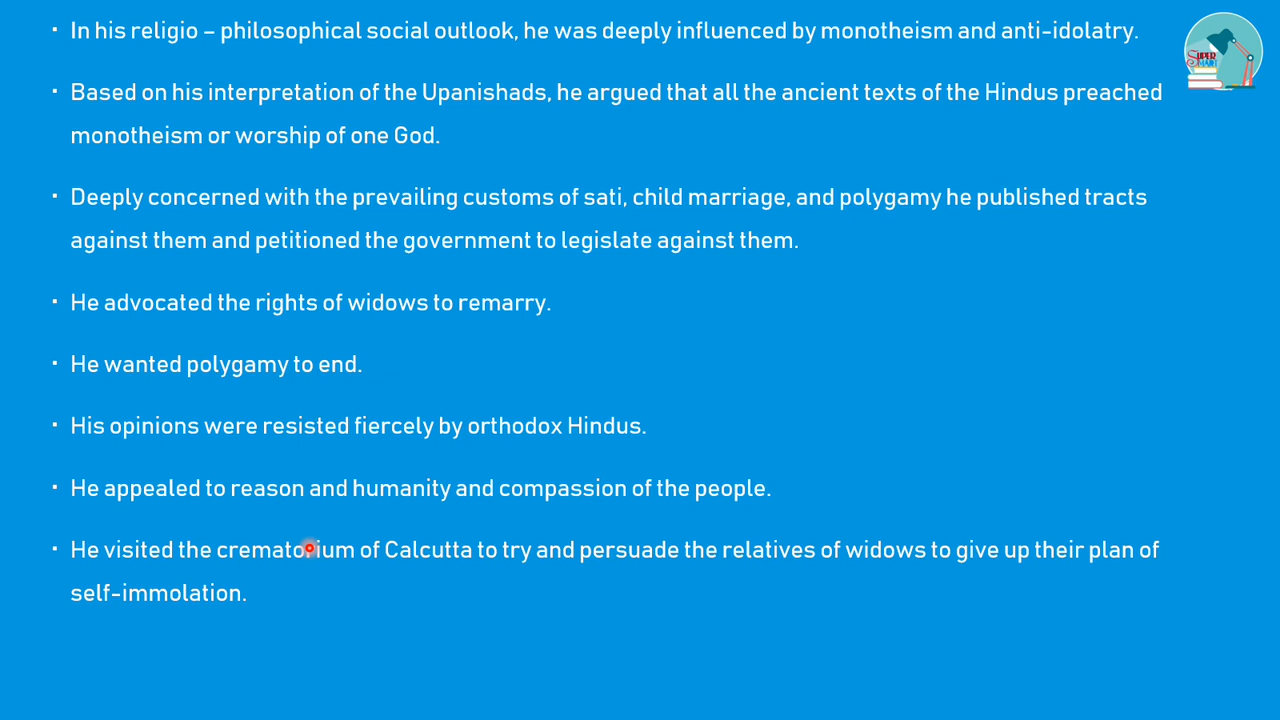 · In his religio – philosophical social outlook, he was deeply influenced by monotheism and anti-idolatry.
SUPER
SMART
· Based on his interpretation of the Upanishads, he argued that all the ancient texts of the Hindus preached
monotheism or worship of one God.
· Deeply concerned with the prevailing customs of sati, child marriage, and polygamy he published tracts
against them and petitioned the government to legislate against them.
· He advocated the rights of widows to remarry.
· He wanted polygamy to end.
· His opinions were resisted fiercely by orthodox Hindus.
· He appealed to reason and humanity and compassion of the people.
· He visited the crematorium of Calcutta to try and persuade the relatives of widows to give up their plan of
self-immolation.